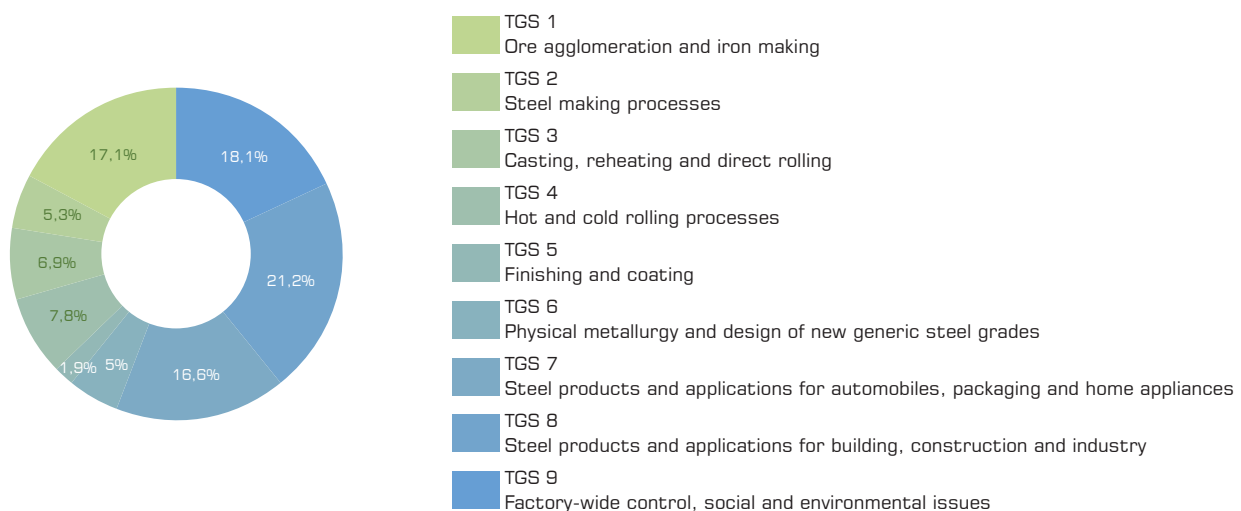 17,1%
18,1%
5,3%
6,9%
21,2%
7,8%
1,9%
5%
16,6%
TGS 1
Ore agglomeration and iron making
TGS 2
Steel making processes
TGS 3
Casting, reheating and direct rolling
TGS 4
Hot and cold rolling processes
TGS 5
Finishing and coating
TGS 6
Physical metallurgy and design of new generic steel grades
TGS 7
Steel products and applications for automobiles, packaging and home appliances
TGS 8
Steel products and applications for building, construction and industry
TGS 9
Factory-wide control, social and environmental issues